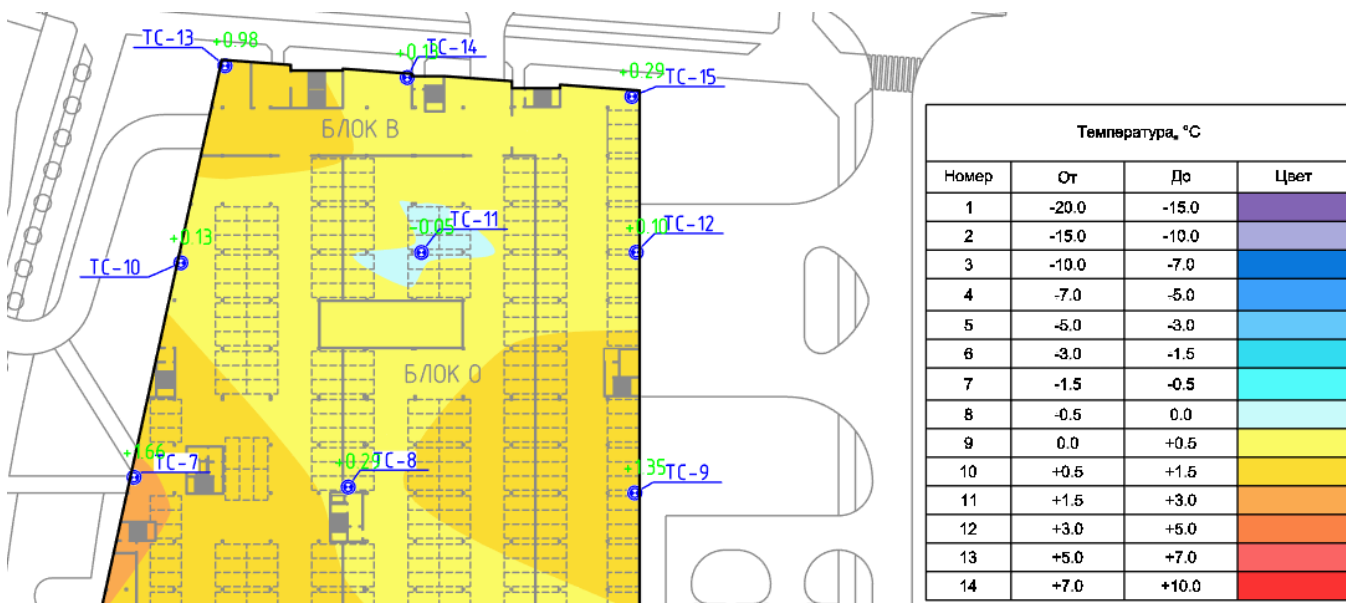 +0.98
ТС-13
+0.13
ТС-14
+0.29
ТС-15
БЛОК В
-0.05
ТС-11
+0.10
ТС-12
+0.13
ТС-10
БЛОК О
+1.66
ТС-7
+0.29
ТС-8
+1.35
ТС-9
Температура, °С
Номер От До Цвет
1 -20.0 -15.0
2 -15.0 -10.0
3 -10.0 -7.0
4 -7.0 -5.0
5 -5.0 -3.0
6 -3.0 -1.5
7 -1.5 -0.5
8 -0.5 0.0
9 0.0 +0.5
10 +0.5 +1.5
11 +1.5 +3.0
12 +3.0 +5.0
13 +5.0 +7.0
14 +7.0 +10.0